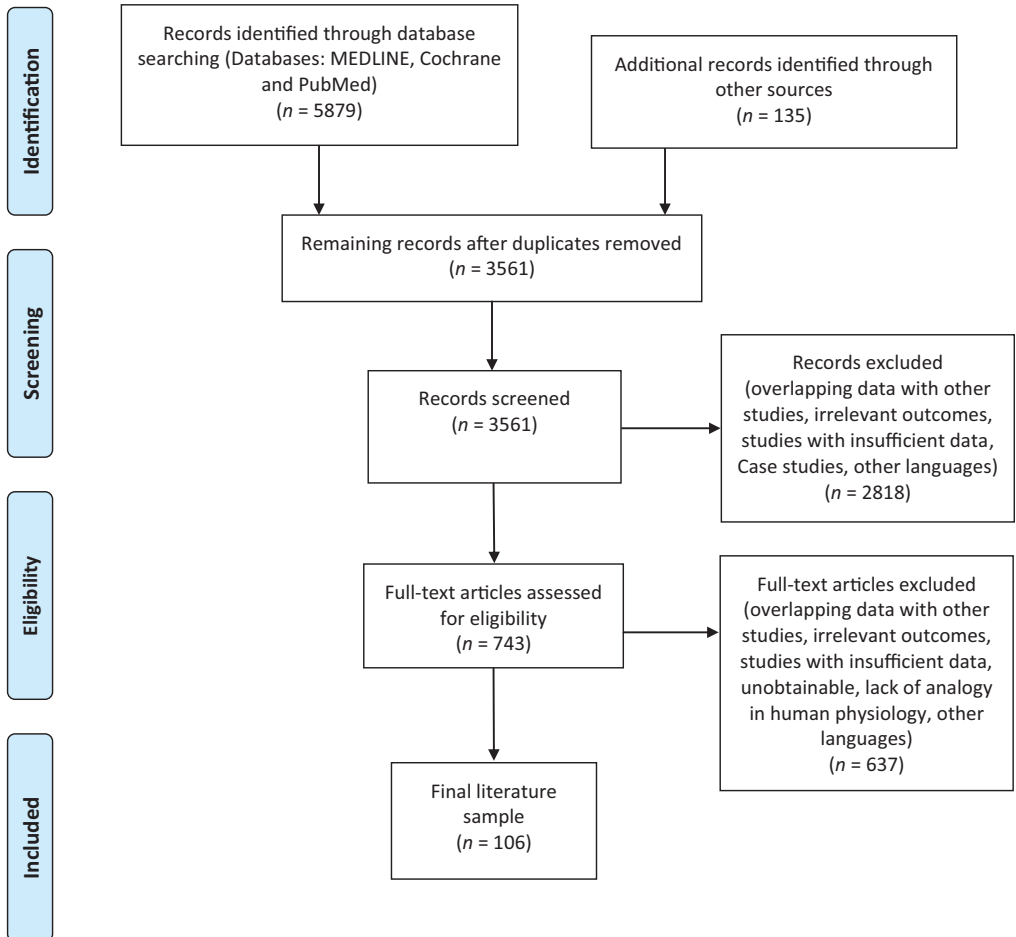 Identification
Records identified through database
searching (Databases: MEDLINE, Cochrane
and PubMed)
(n = 5879)
Additional records identified through
other sources
(n = 135)
Remaining records after duplicates removed
(n = 3561)
Screening
Records screened
(n = 3561)
Records excluded
(overlapping data with other
studies, irrelevant outcomes,
studies with insufficient data,
Case studies, other languages)
(n = 2818)
Eligibility
Full-text articles assessed
for eligibility
(n = 743)
Full-text articles excluded
(overlapping data with other
studies, irrelevant outcomes,
studies with insufficient data,
unobtainable, lack of analogy
in human physiology, other
languages)
(n = 637)
Included
Final literature
sample
(n = 106)